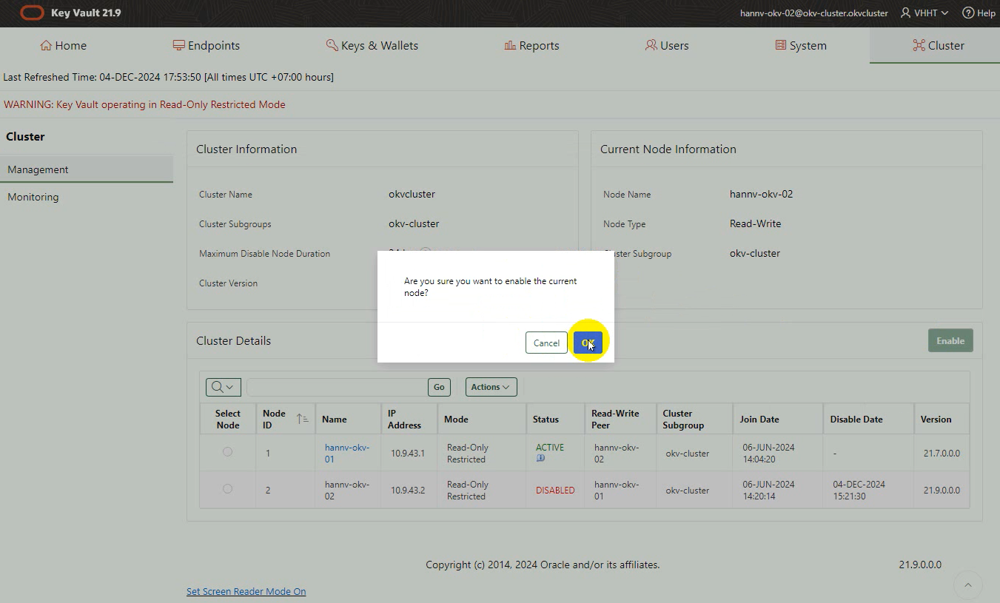 Key Vault 21.9
hannv-okv-02@okv-cluster.okvcluster
VHHT
Help
Home
Endpoints
Keys & Wallets
Reports
Users
System
Cluster
Last Refreshed Time: 04-DEC-2024 17:53:50 [All times UTC +07:00 hours]
WARNING: Key Vault operating in Read-Only Restricted Mode
Cluster
Management
Monitoring
Cluster Information
Cluster Name okvcluster
Cluster Subgroups okv-cluster
Maximum Disable Node Duration
Cluster Version
Current Node Information
Node Name hannv-okv-02
Node Type Read-Write
Cluster Subgroup okv-cluster
Are you sure you want to enable the current
node?
Cancel
OK
Cluster Details
Enable
Go
Actions
Select Node Node ID Name IP Address Mode Status Read-Write Peer Cluster Subgroup Join Date Disable Date Version
1 hannv-okv-01 10.9.43.1 Read-Only Restricted ACTIVE hannv-okv-02 okv-cluster 06-JUN-2024 14:04:20 - 21.7.0.0.0
2 hannv-okv-02 10.9.43.2 Read-Only Restricted DISABLED hannv-okv-01 okv-cluster 06-JUN-2024 14:20:14 04-DEC-2024 15:21:30 21.9.0.0.0
Copyright (c) 2014, 2024 Oracle and/or its affiliates.
21.9.0.0.0
Set Screen Reader Mode On